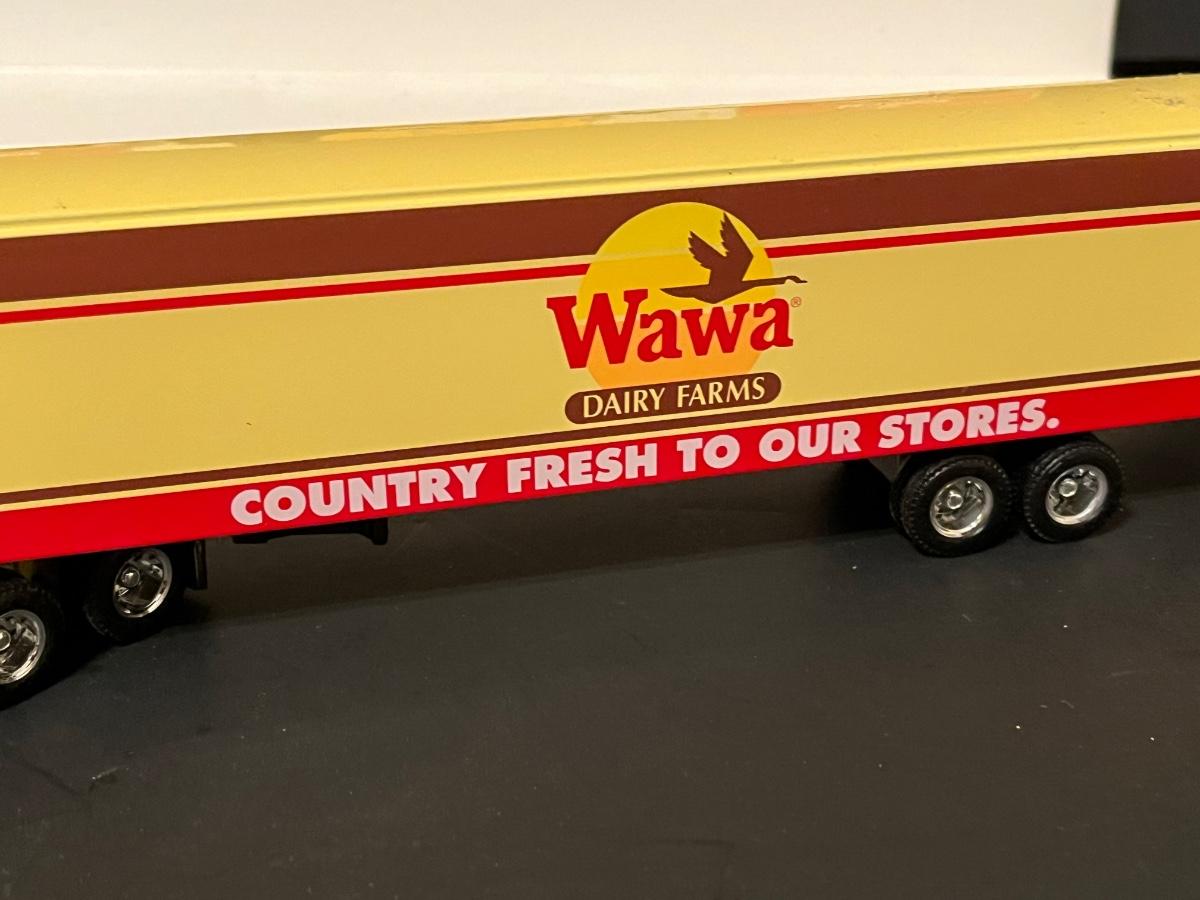 Wawa®
DAIRY FARMS
COUNTRY FRESH TO OUR STORES.